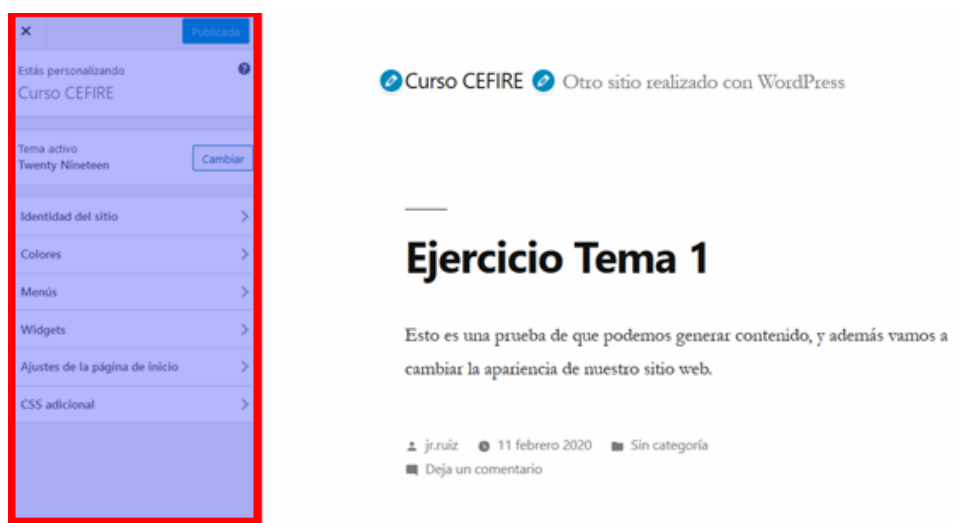 Publicada
Estás personalizando
Curso CEFIRE
Tema activo
Twenty Nineteen
Cambiar
Identidad del sitio
Colores
Menús
Widgets
Ajustes de la página de inicio
CSS adicional
Curso CEFIRE Otro sitio realizado con WordPress
Ejercicio Tema 1
Esto es una prueba de que podemos generar contenido, y además vamos a
cambiar la apariencia de nuestro sitio web.
jr.ruiz 11 febrero 2020 Sin categoría
Deja un comentario